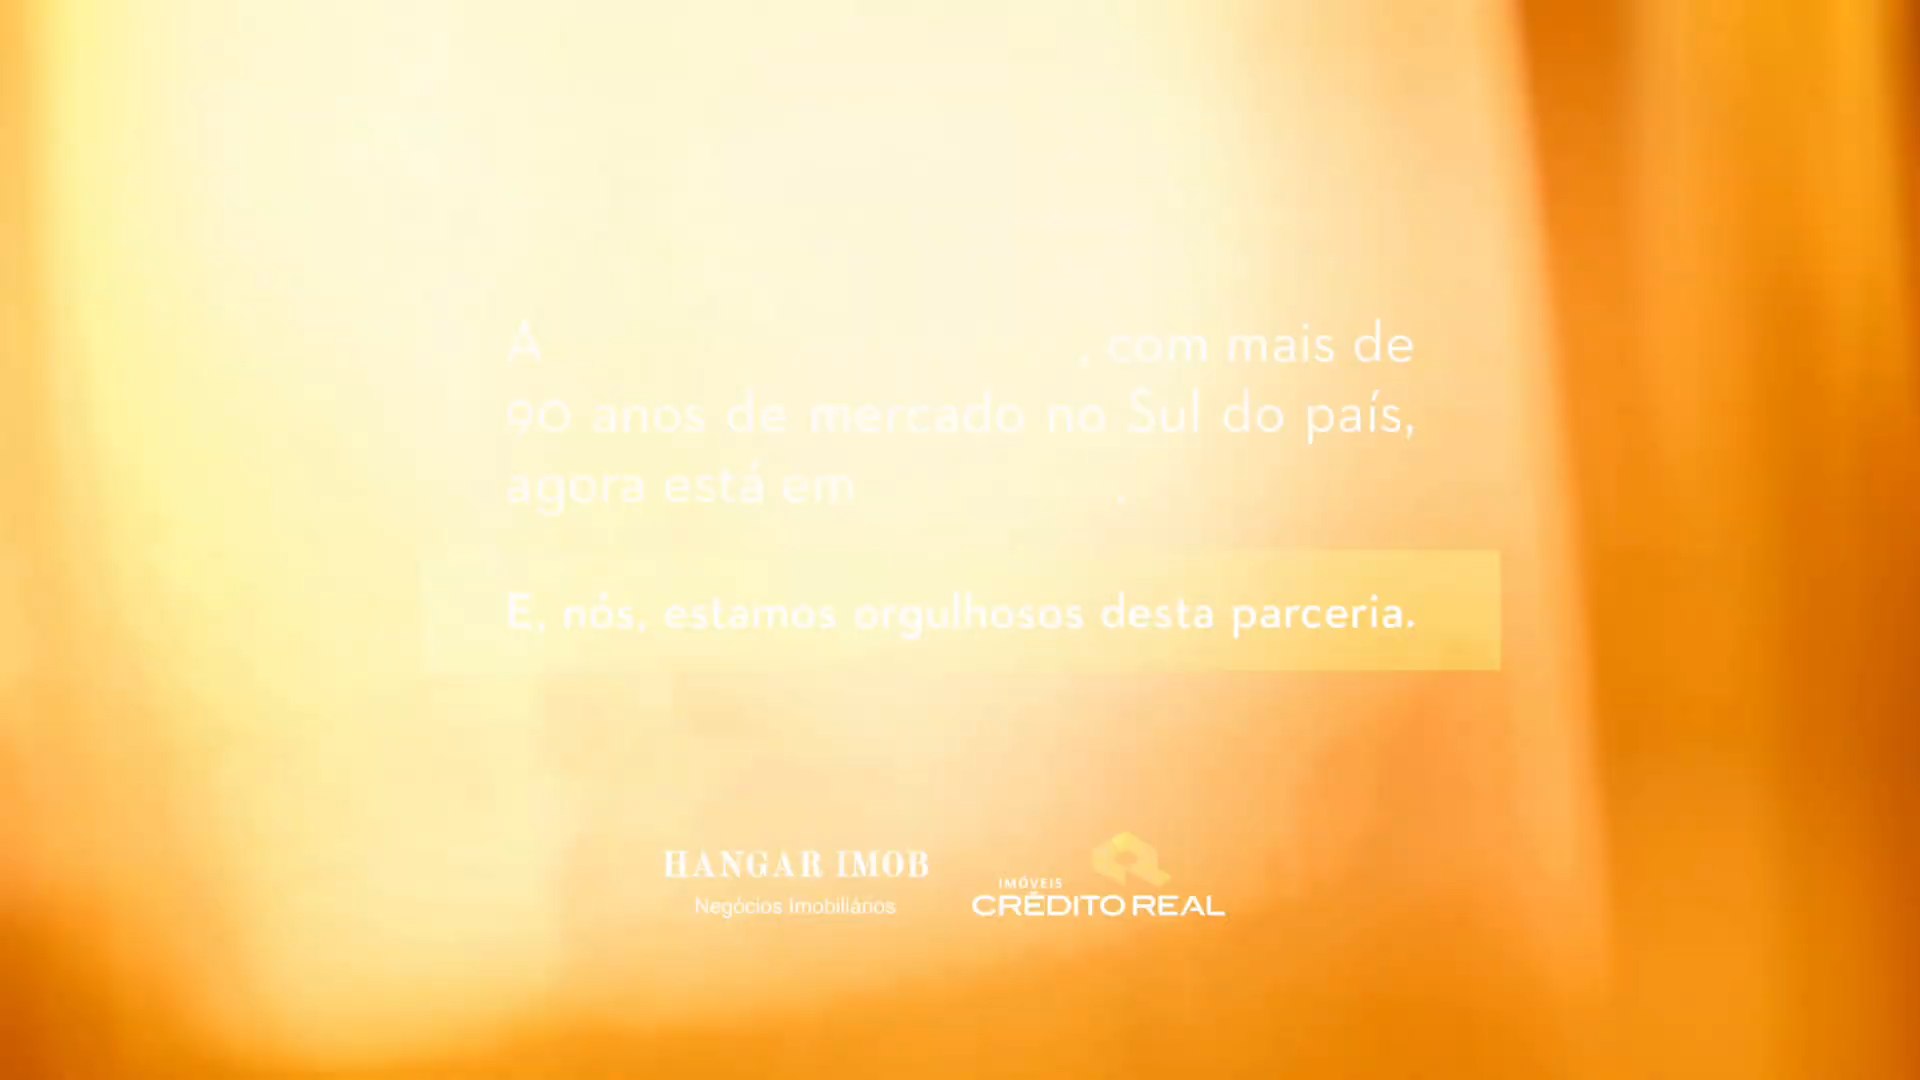 A , com mais de
90 anos de mercado no Sul do país,
agora está em .
E, nós, estamos orgulhosos desta parceria.
HANGAR IMOB
Negócios Imobiliários
IMÓVEIS
CRÉDITO REAL